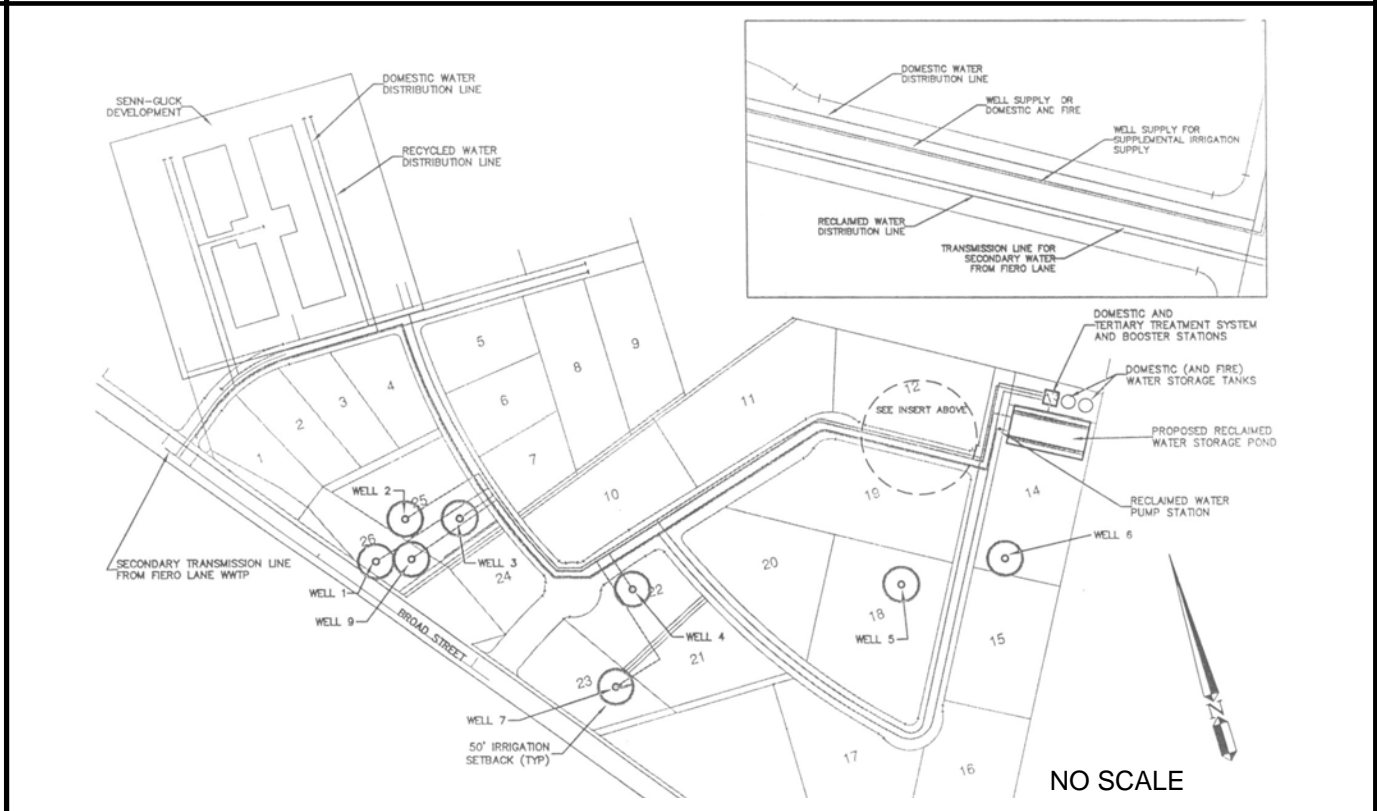 SENN-GLICK
DEVELOPMENT
DOMESTIC WATER
DISTRIBUTION LINE
RECYCLED WATER
DISTRIBUTION LINE
DOMESTIC WATER
DISTRIBUTION LINE
WELL SUPPLY OR
DOMESTIC AND FIRE
WELL SUPPLY FOR
SUPPLEMENTAL IRRIGATION
SUPPLY
RECLAIMED WATER
DISTRIBUTION LINE
TRANSMISSION LINE FOR
SECONDARY WATER
FROM FIERO LANE
DOMESTIC AND
TERTIARY TREATMENT SYSTEM
AND BOOSTER STATIONS
DOMESTIC (AND FIRE)
WATER STORAGE TANKS
PROPOSED RECLAIMED
WATER STORAGE POND
RECLAIMED WATER
PUMP STATION
SEE INSERT ABOVE
1
2
3
4
5
6
7
8
9
10
11
12
14
15
16
17
18
19
20
21
22
23
24
25
26
WELL 2
WELL 3
WELL 1
WELL 9
WELL 4
WELL 5
WELL 6
WELL 7
SECONDARY TRANSMISSION LINE
FROM FIERO LANE WWTP
BROAD STREET
50' IRRIGATION
SETBACK (TYP)
N
NO SCALE